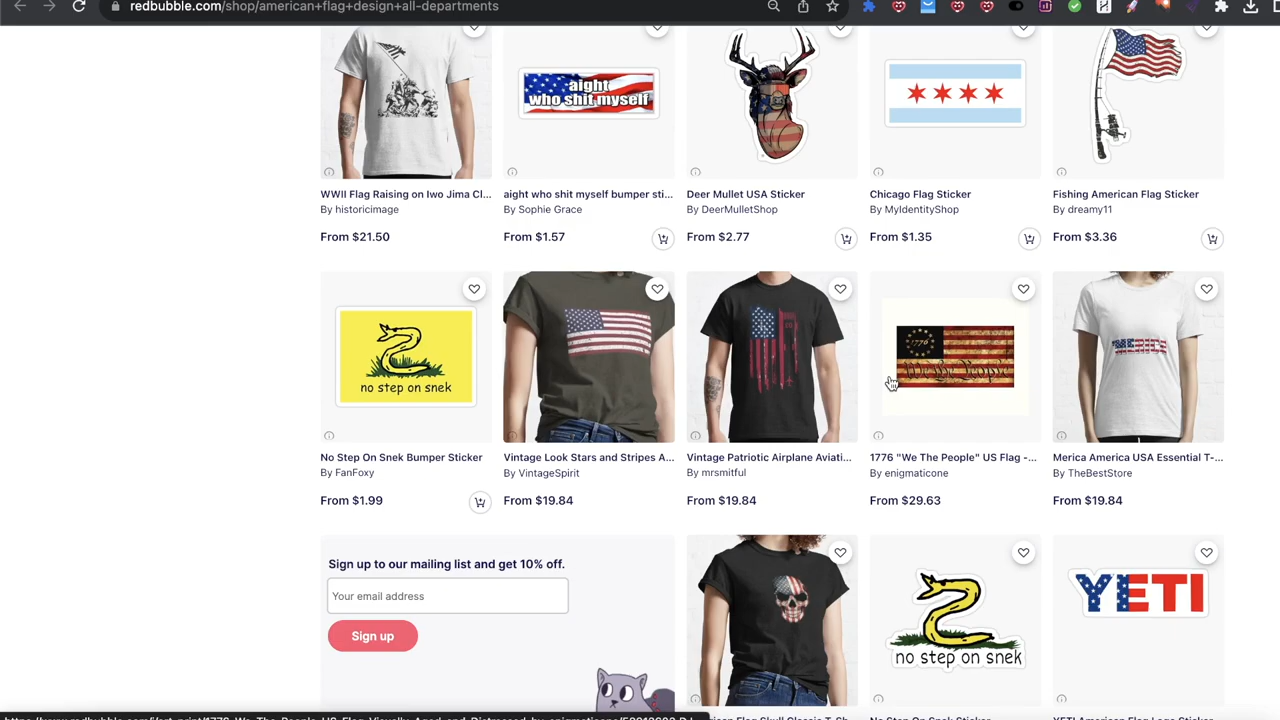 redbubble.com/shop/american+flag+design+all-departments
aight
who shit myself
WWII Flag Raising on Iwo Jima Cl...
By historicimage
From $21.50
aight who shit myself bumper sti...
By Sophie Grace
From $1.57
Deer Mullet USA Sticker
By DeerMulletShop
From $2.77
Chicago Flag Sticker
By MyIdentityShop
From $1.35
Fishing American Flag Sticker
By dreamy11
From $3.36
no step on snek
1776
We the People
MERICA
No Step On Snek Bumper Sticker
By FanFoxy
From $1.99
Vintage Look Stars and Stripes A...
By VintageSpirit
From $19.84
Vintage Patriotic Airplane Aviati...
By mrsmitful
From $19.84
1776 "We The People" US Flag -...
By enigmaticone
From $29.63
Merica America USA Essential T-...
By TheBestStore
From $19.84
Sign up to our mailing list and get 10% off.
Your email address
Sign up
no step on snek
YETI